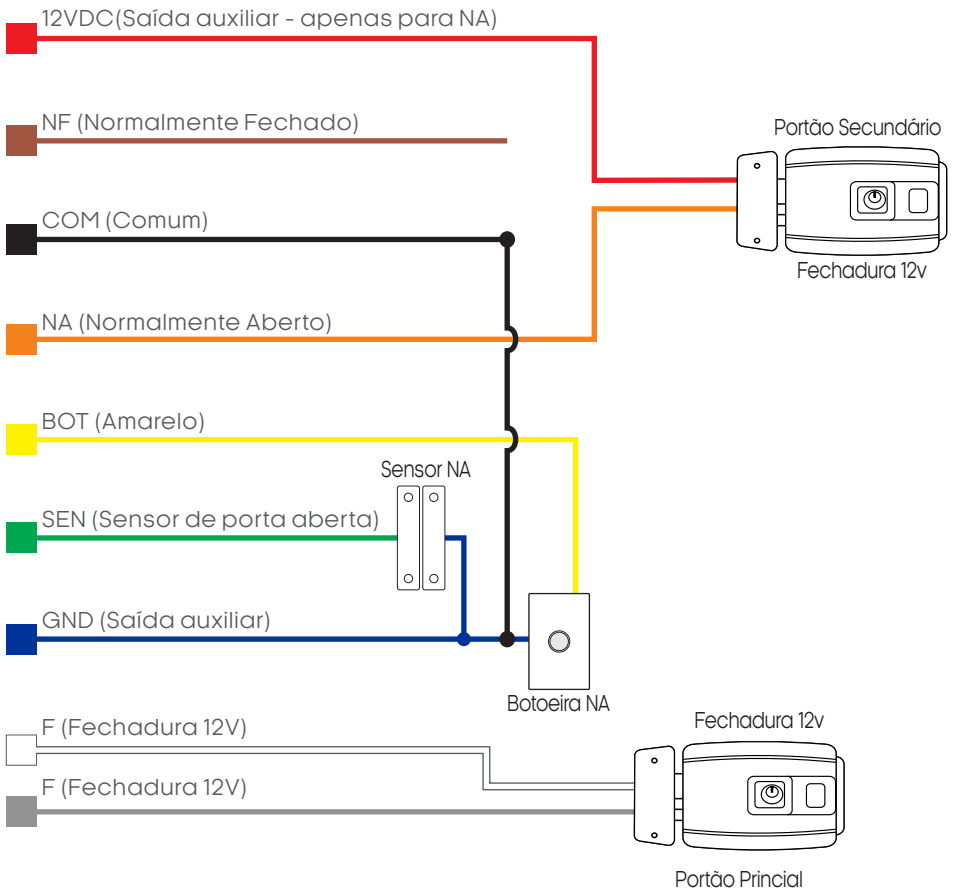 12VDC(Saída auxiliar - apenas para NA)
NF (Normalmente Fechado)
Portão Secundário
COM (Comum)
Fechadura 12v
NA (Normalmente Aberto)
BOT (Amarelo)
Sensor NA
SEN (Sensor de porta aberta)
GND (Saída auxiliar)
Botoeira NA
F (Fechadura 12V)
Fechadura 12v
F (Fechadura 12V)
Portão Princial